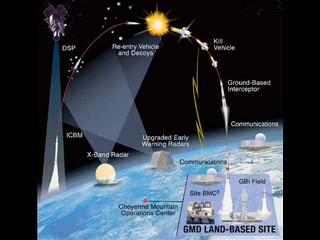 DSP
Re-entry Vehicle
and Decoys
Kill
Vehicle
Ground-Based
Interceptor
Communications
ICBM
Upgraded Early
Warning Radars
X-Band Radar
Communications
Site BMC³
GBI Field
Cheyenne Mountain
Operations Center
GMD LAND-BASED SITE